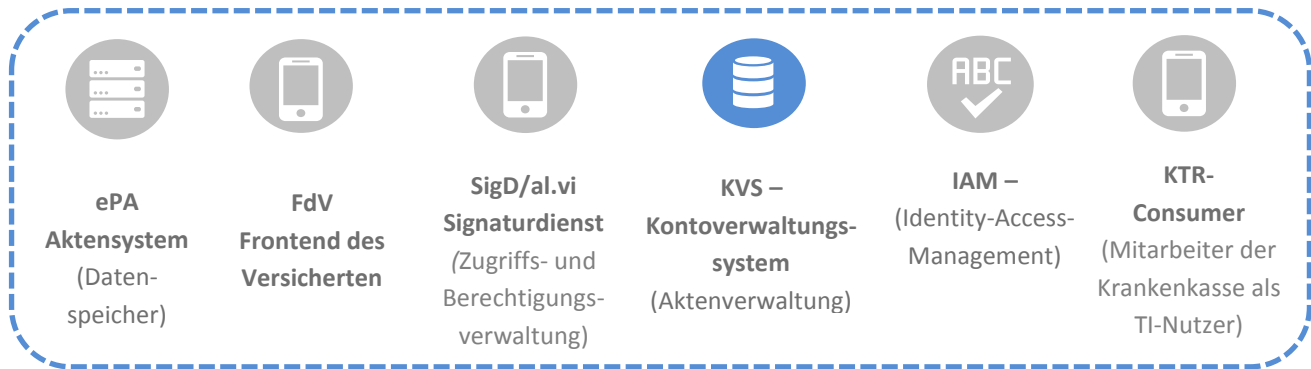 ABC
ePA
Aktensystem
(Daten-
speicher)
FdV
Frontend des
Versicherten
SigD/al.vi
Signaturdienst
(Zugriffs- und
Berechtigungs-
verwaltung)
KVS –
Kontoverwaltungs-
system
(Aktenverwaltung)
IAM –
(Identity-Access-
Management)
KTR-
Consumer
(Mitarbeiter der
Krankenkasse als
TI-Nutzer)